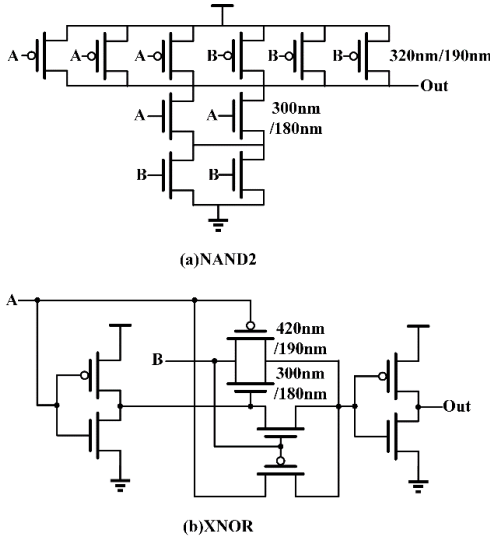 A A A B B B 320nm/190nm
Out
A A 300nm
/180nm
B B
(a)NAND2
A
420nm
/190nm
B
300nm
/180nm
Out
(b)XNOR